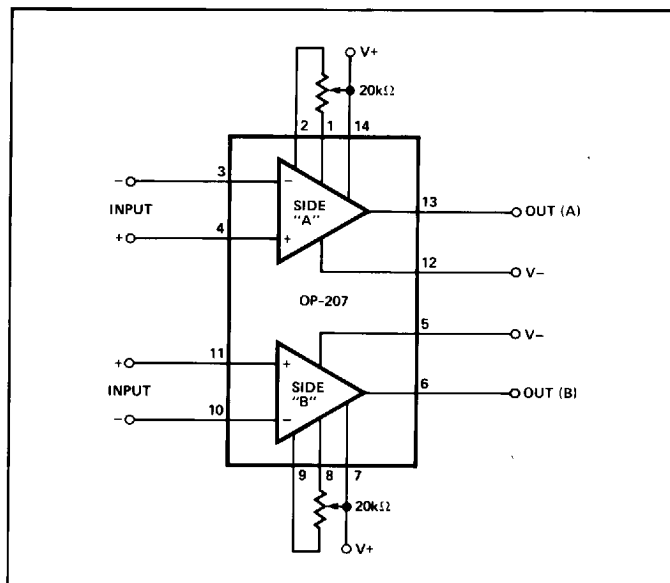 V+
20kΩ
2 1 14
− 3
−
INPUT
SIDE "A"
13 OUT (A)
+ 4
+
12 V−
OP-207
5 V−
+ 11
+
INPUT
SIDE "B"
6 OUT (B)
− 10
−
9 8 7
20kΩ
V+